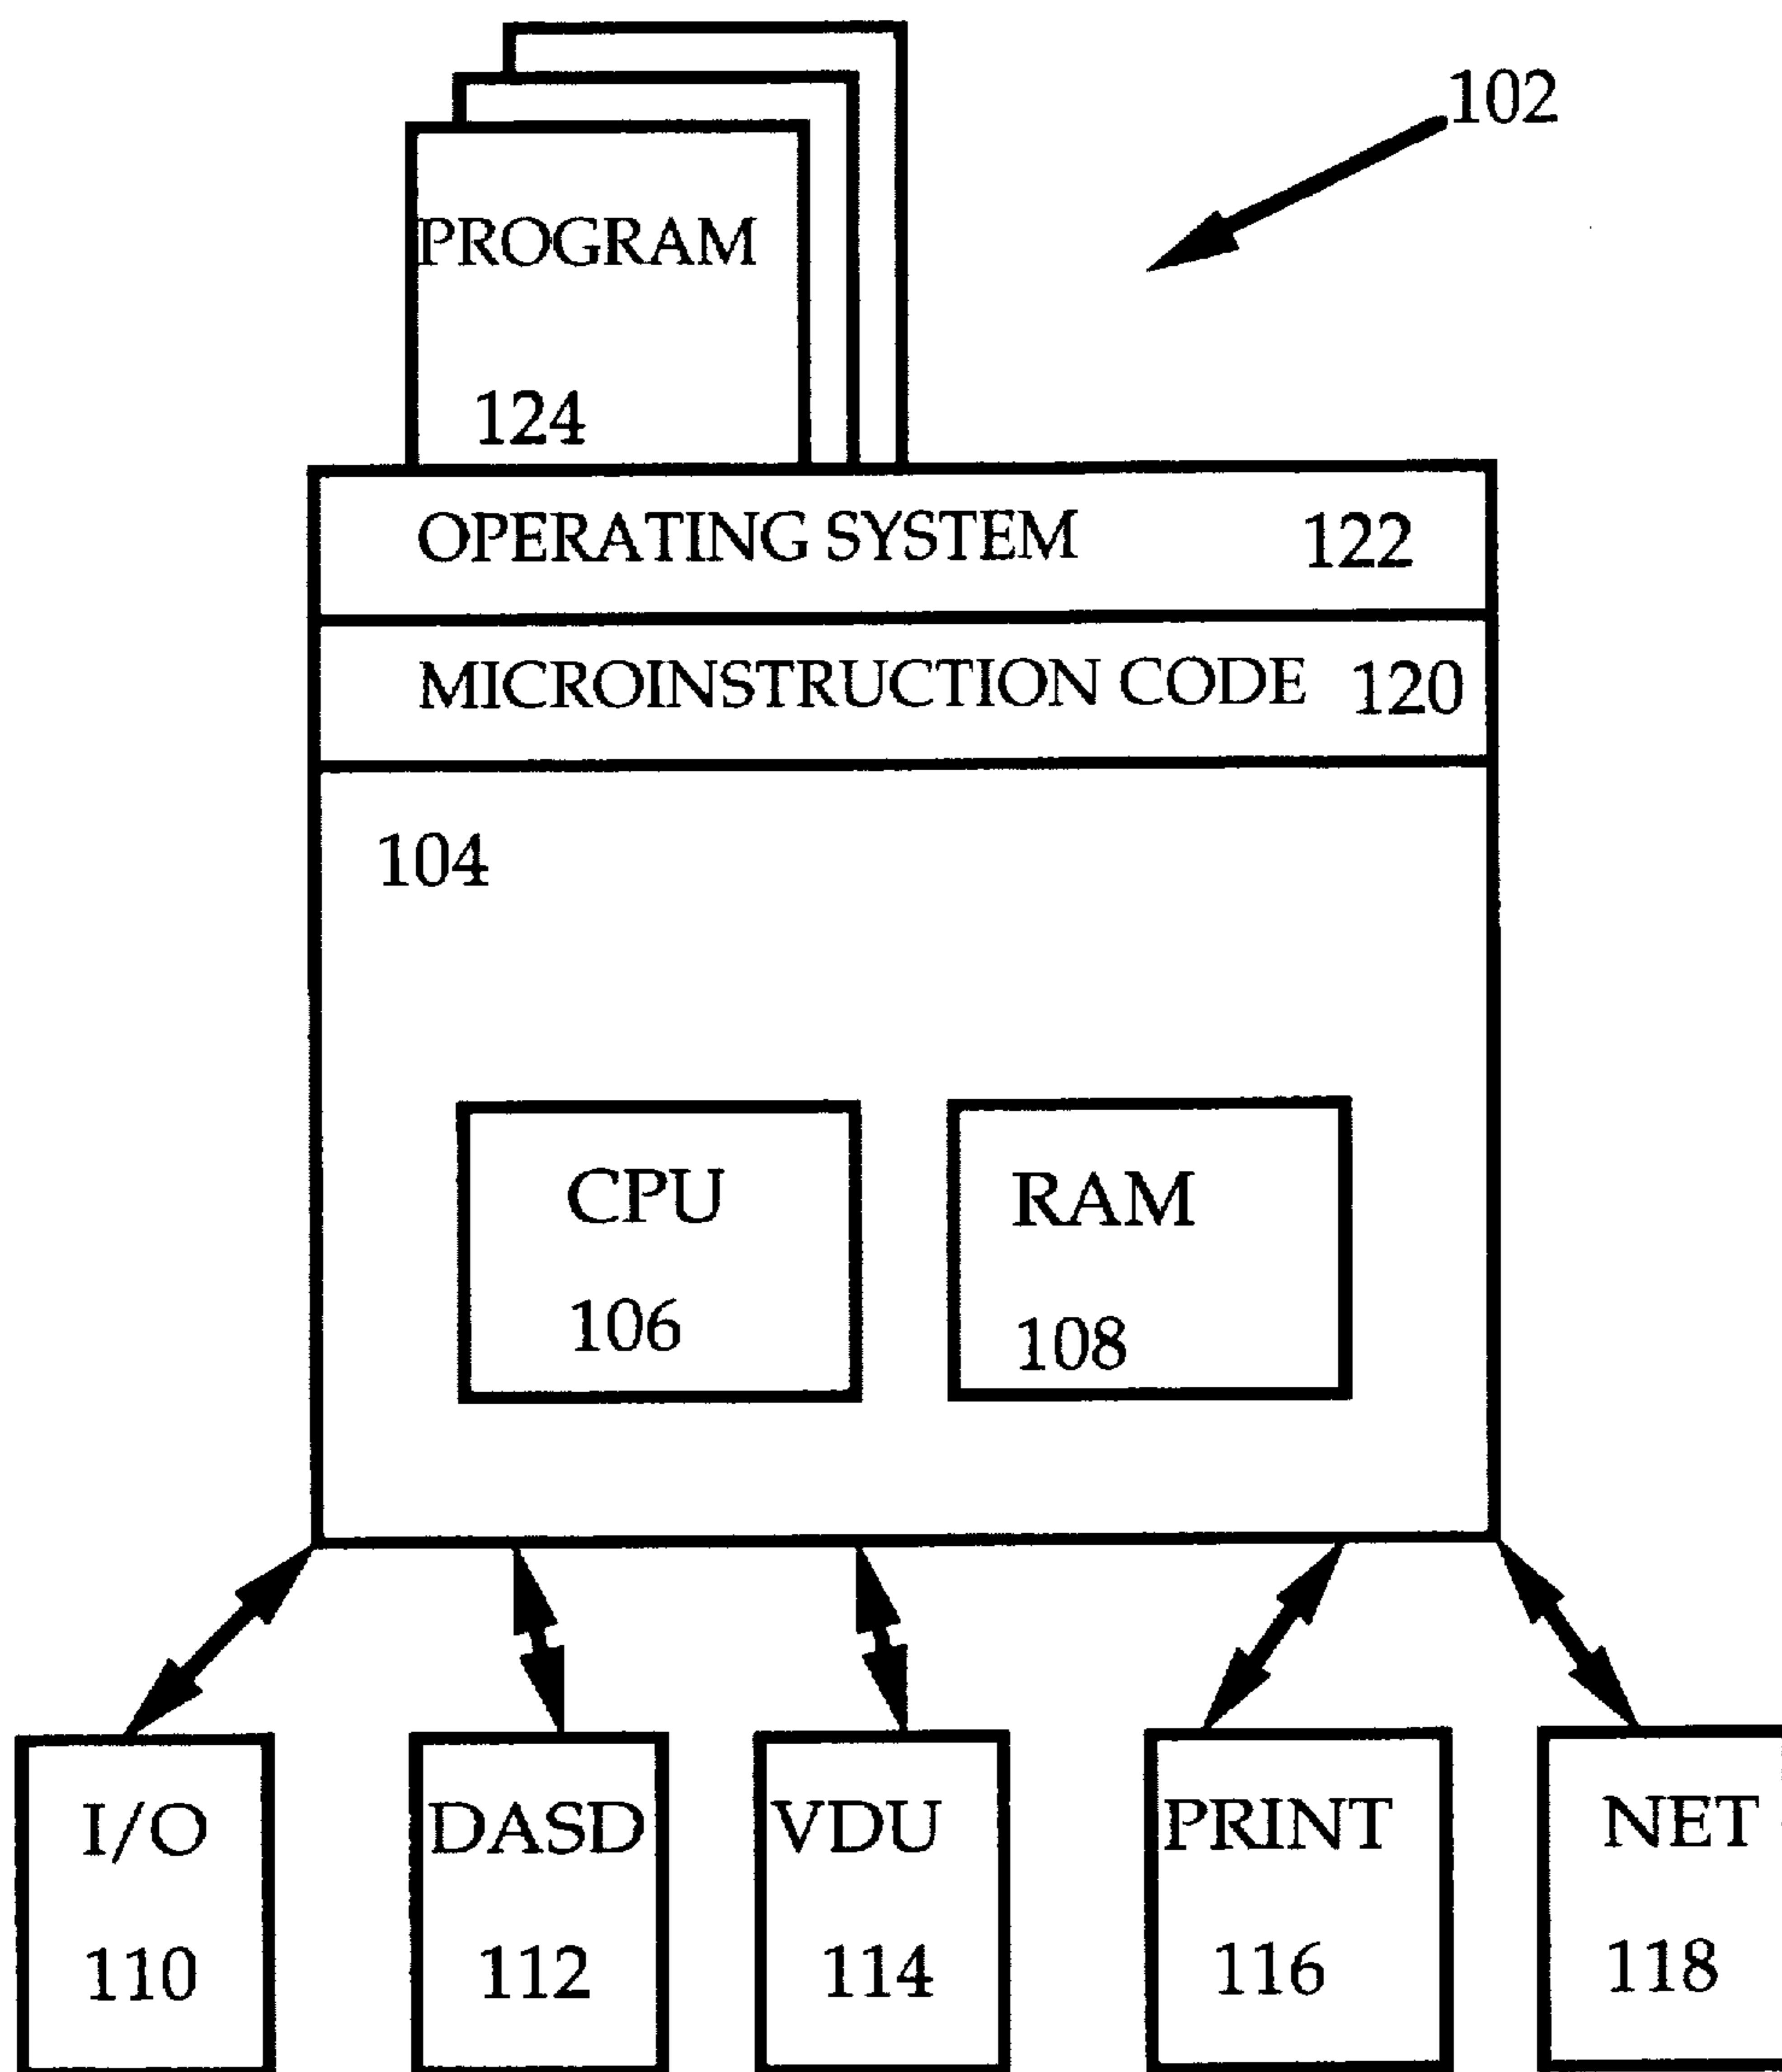 102
PROGRAM
124
OPERATING SYSTEM 122
MICROINSTRUCTION CODE 120
104
CPU
106
RAM
108
I/O
110
DASD
112
VDU
114
PRINT
116
NET
118